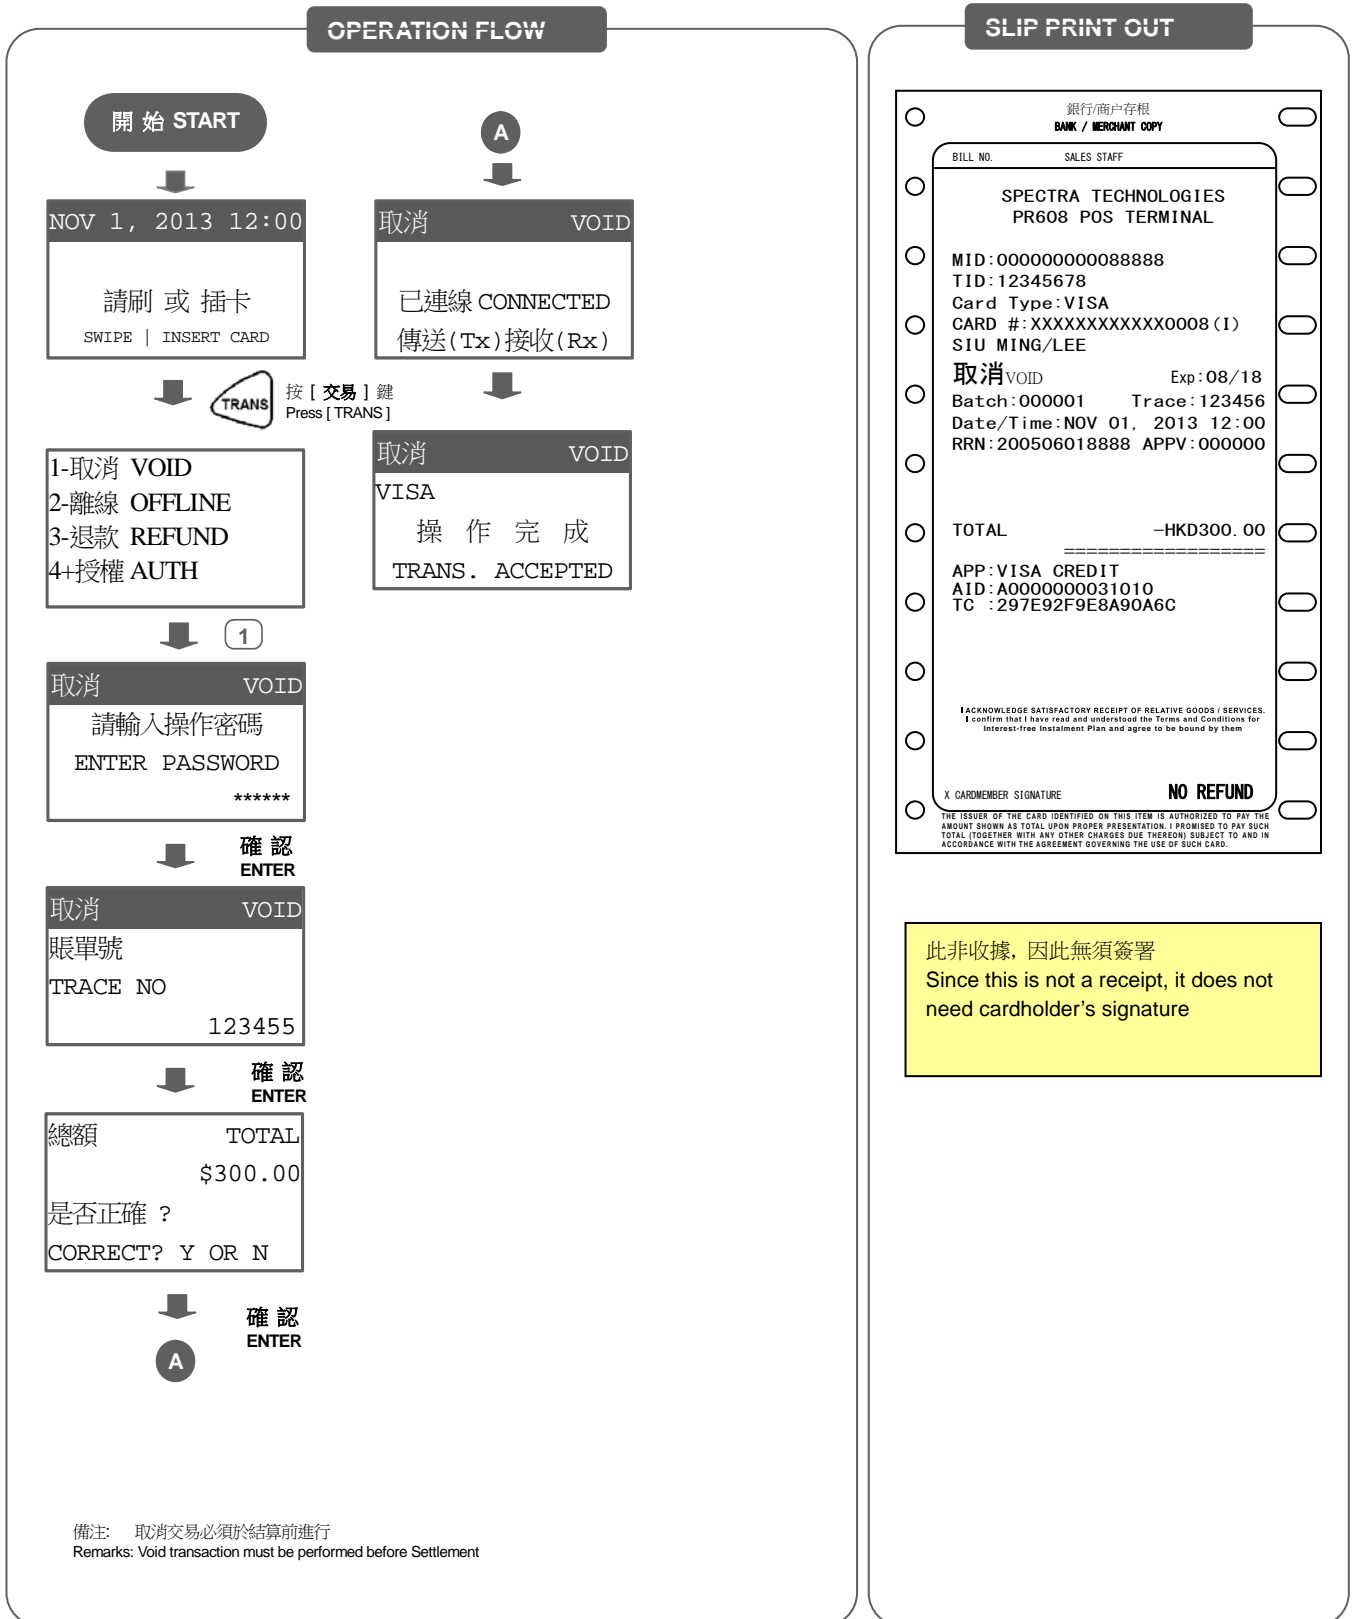 OPERATION FLOW
開 始 START
NOV 1, 2013 12:00
請刷 或 插卡
SWIPE | INSERT CARD
TRANS
按 [ 交易 ] 鍵
Press [ TRANS ]
1-取消 VOID
2-離線 OFFLINE
3-退款 REFUND
4+授權 AUTH
1
取消 VOID
請輸入操作密碼
ENTER PASSWORD
******
確 認
ENTER
取消 VOID
賬單號
TRACE NO
123455
確 認
ENTER
總額 TOTAL
$300.00
是否正確 ?
CORRECT? Y OR N
確 認
ENTER
A
A
取消 VOID
已連線 CONNECTED
傳送(Tx)接收(Rx)
取消 VOID
VISA
操 作 完 成
TRANS. ACCEPTED
備注: 取消交易必須於結算前進行
Remarks: Void transaction must be performed before Settlement
SLIP PRINT OUT
銀行/商户存根
BANK / MERCHANT COPY
BILL NO. SALES STAFF
SPECTRA TECHNOLOGIES
PR608 POS TERMINAL
MID:000000000088888
TID:12345678
Card Type:VISA
CARD #:XXXXXXXXXXXX0008(I)
SIU MING/LEE
取消VOID Exp:08/18
Batch:000001 Trace:123456
Date/Time:NOV 01, 2013 12:00
RRN:200506018888 APPV:000000
TOTAL -HKD300.00
===================
APP:VISA CREDIT
AID:A0000000031010
TC :297E92F9E8A90A6C
I ACKNOWLEDGE SATISFACTORY RECEIPT OF RELATIVE GOODS / SERVICES.
I confirm that I have read and understood the Terms and Conditions for
Interest-free Instalment Plan and agree to be bound by them
X CARDMEMBER SIGNATURE NO REFUND
THE ISSUER OF THE CARD IDENTIFIED ON THIS ITEM IS AUTHORIZED TO PAY THE
AMOUNT SHOWN AS TOTAL UPON PROPER PRESENTATION. I PROMISED TO PAY SUCH
TOTAL (TOGETHER WITH ANY OTHER CHARGES DUE THEREON) SUBJECT TO AND IN
ACCORDANCE WITH THE AGREEMENT GOVERNING THE USE OF SUCH CARD.
此非收據, 因此無須簽署
Since this is not a receipt, it does not
need cardholder’s signature